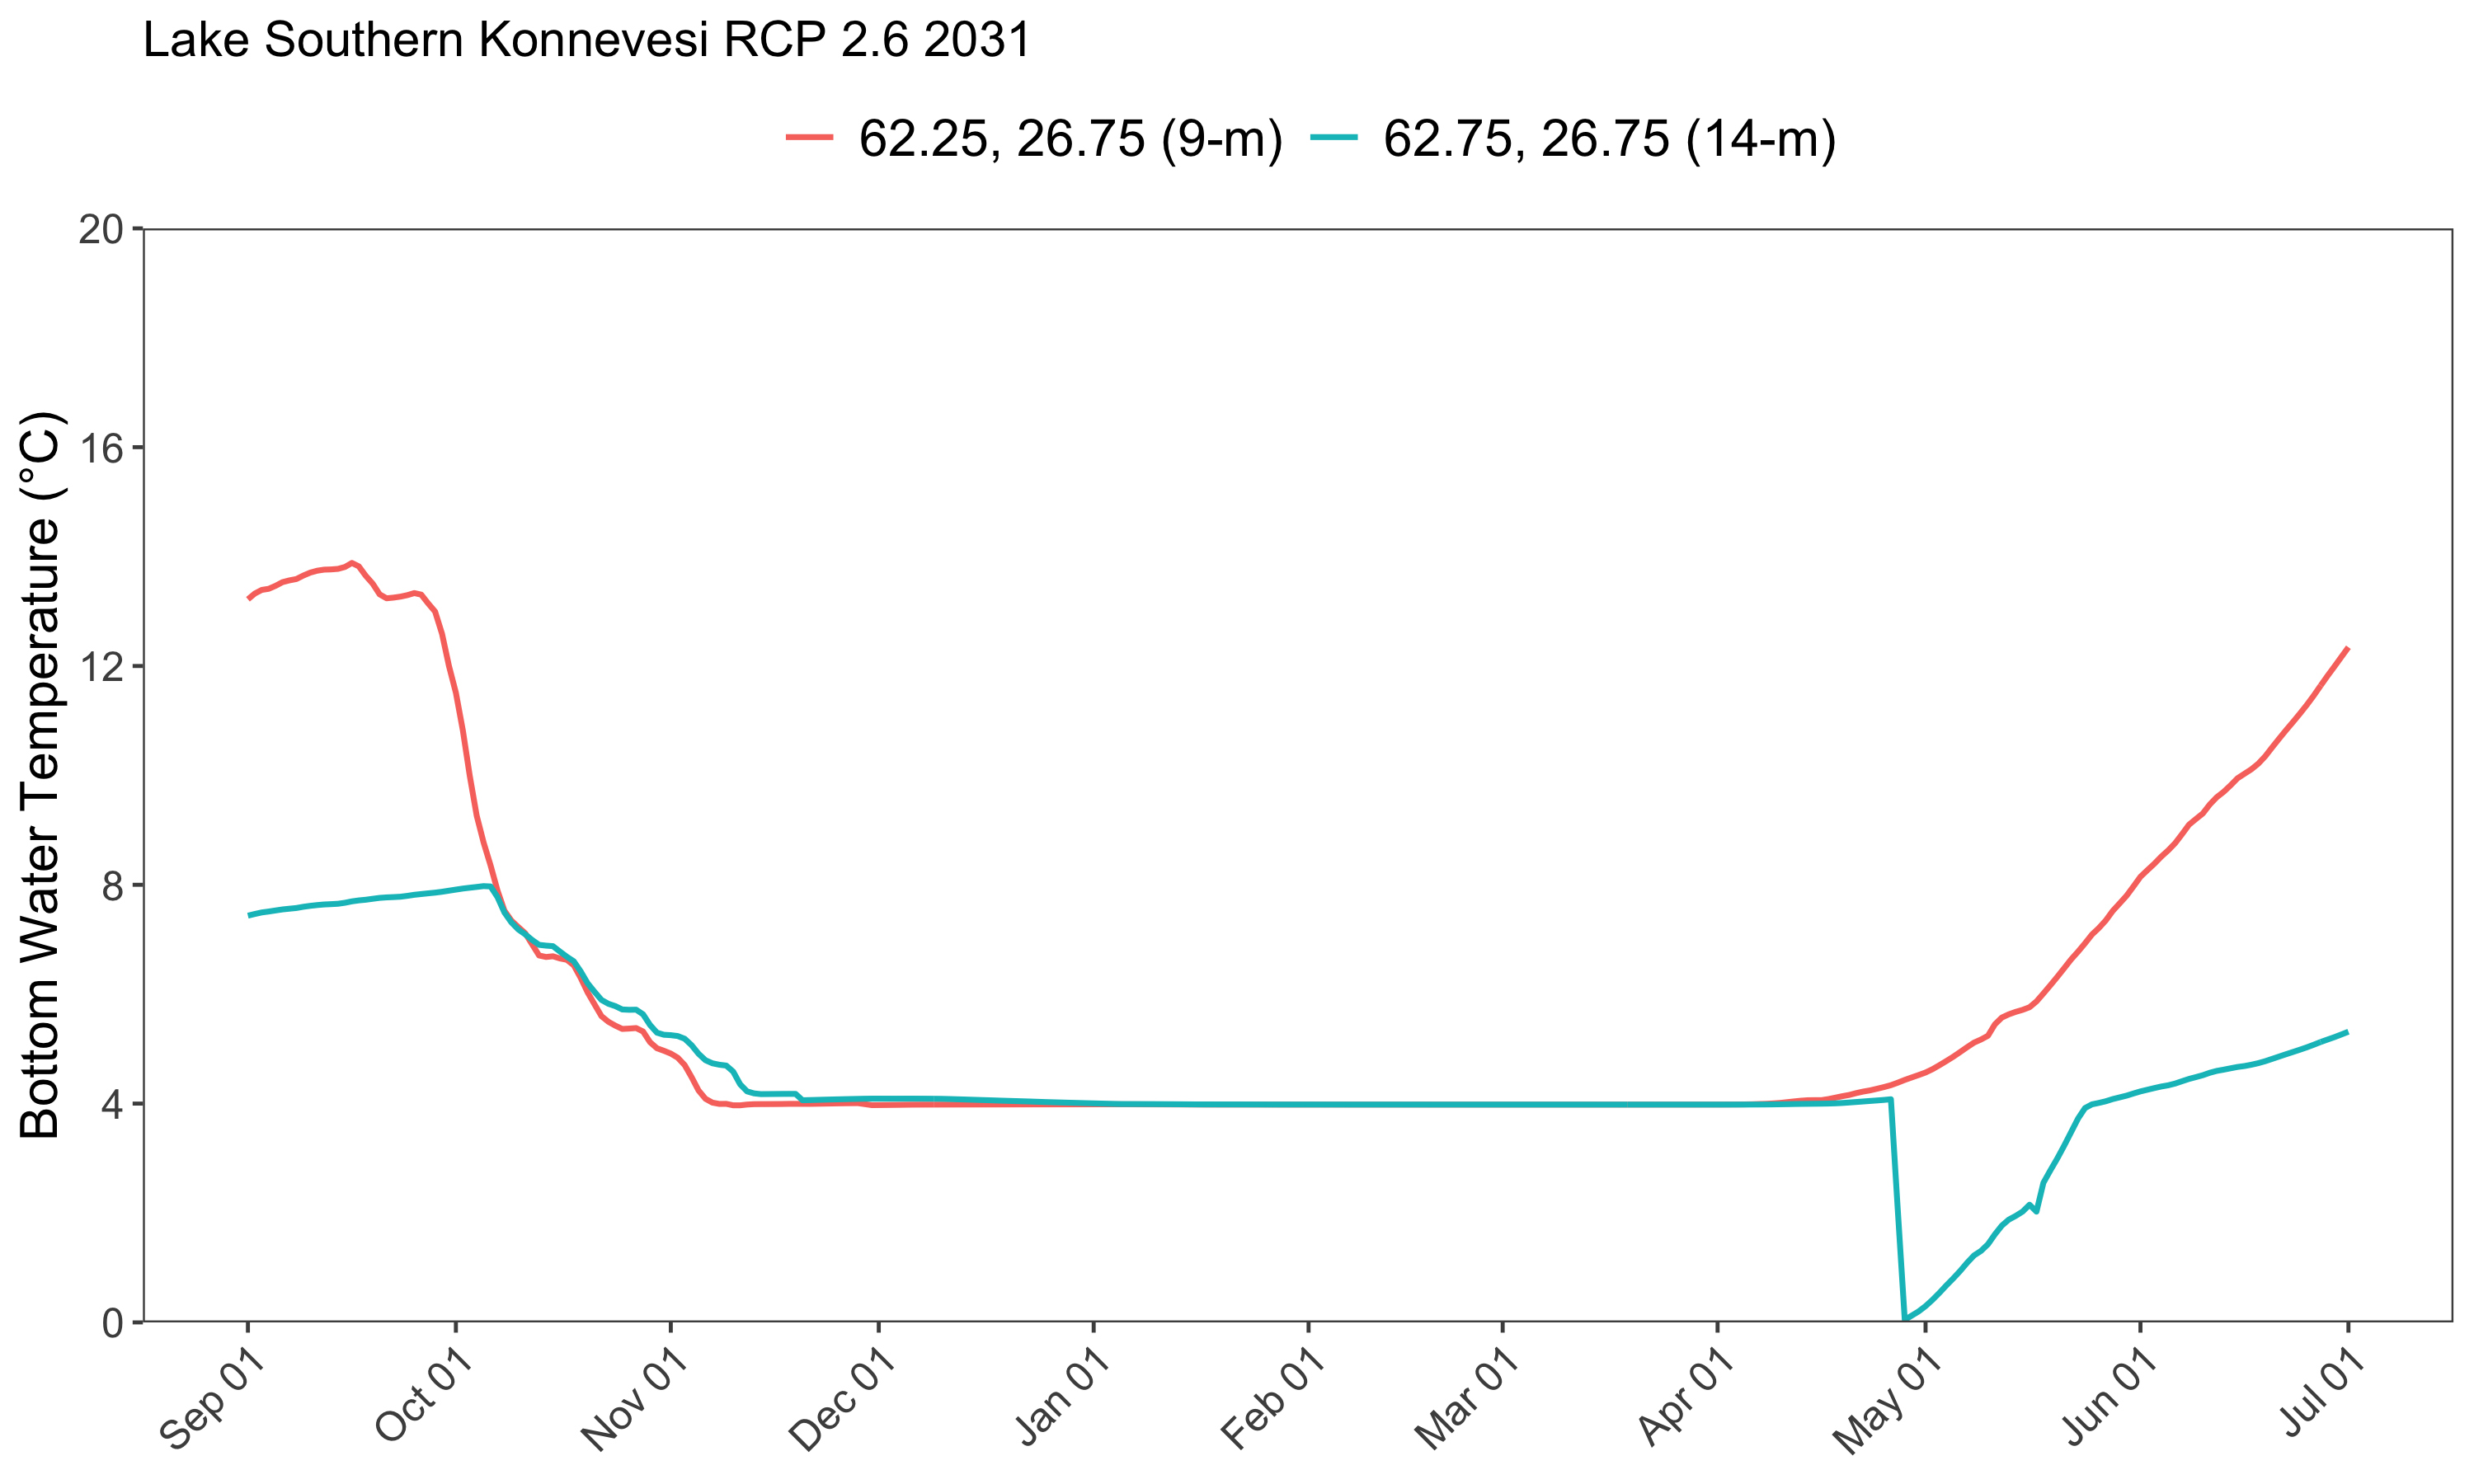 Lake Southern Konnevesi RCP 2.6 2031
62.25, 26.75 (9-m) 62.75, 26.75 (14-m)
Bottom Water Temperature (°C)
20
16
12
8
4
0
Sep 01
Oct 01
Nov 01
Dec 01
Jan 01
Feb 01
Mar 01
Apr 01
May 01
Jun 01
Jul 01